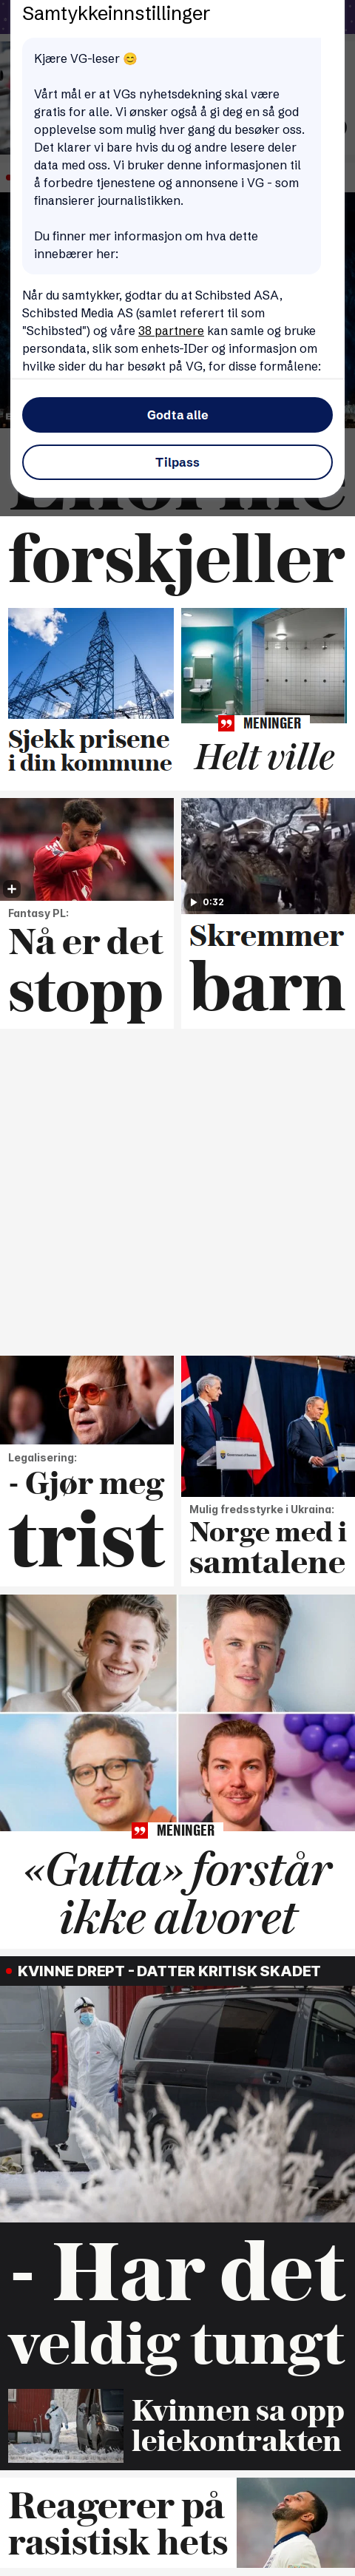 Samtykkeinnstillinger
Kjære VG-leser 😊
Vårt mål er at VGs nyhetsdekning skal være
gratis for alle. Vi ønsker også å gi deg en så god
opplevelse som mulig hver gang du besøker oss.
Det klarer vi bare hvis du og andre lesere deler
data med oss. Vi bruker denne informasjonen til
å forbedre tjenestene og annonsene i VG - som
finansierer journalistikken.
Du finner mer informasjon om hva dette
innebærer her:
Når du samtykker, godtar du at Schibsted ASA,
Schibsted Media AS (samlet referert til som
"Schibsted") og våre 38 partnere kan samle og bruke
persondata, slik som enhets-IDer og informasjon om
hvilke sider du har besøkt på VG, for disse formålene:
Godta alle
Tilpass
Enorme
forskjeller
Sjekk prisene
i din kommune
MENINGER
Helt ville
Fantasy PL:
Nå er det
stopp
0:32
Skremmer
barn
Legalisering:
- Gjør meg
trist
Mulig fredsstyrke i Ukraina:
Norge med i
samtalene
MENINGER
«Gutta» forstår
ikke alvoret
KVINNE DREPT - DATTER KRITISK SKADET
- Har det
veldig tungt
Kvinnen sa opp
leiekontrakten
Reagerer på
rasistisk hets